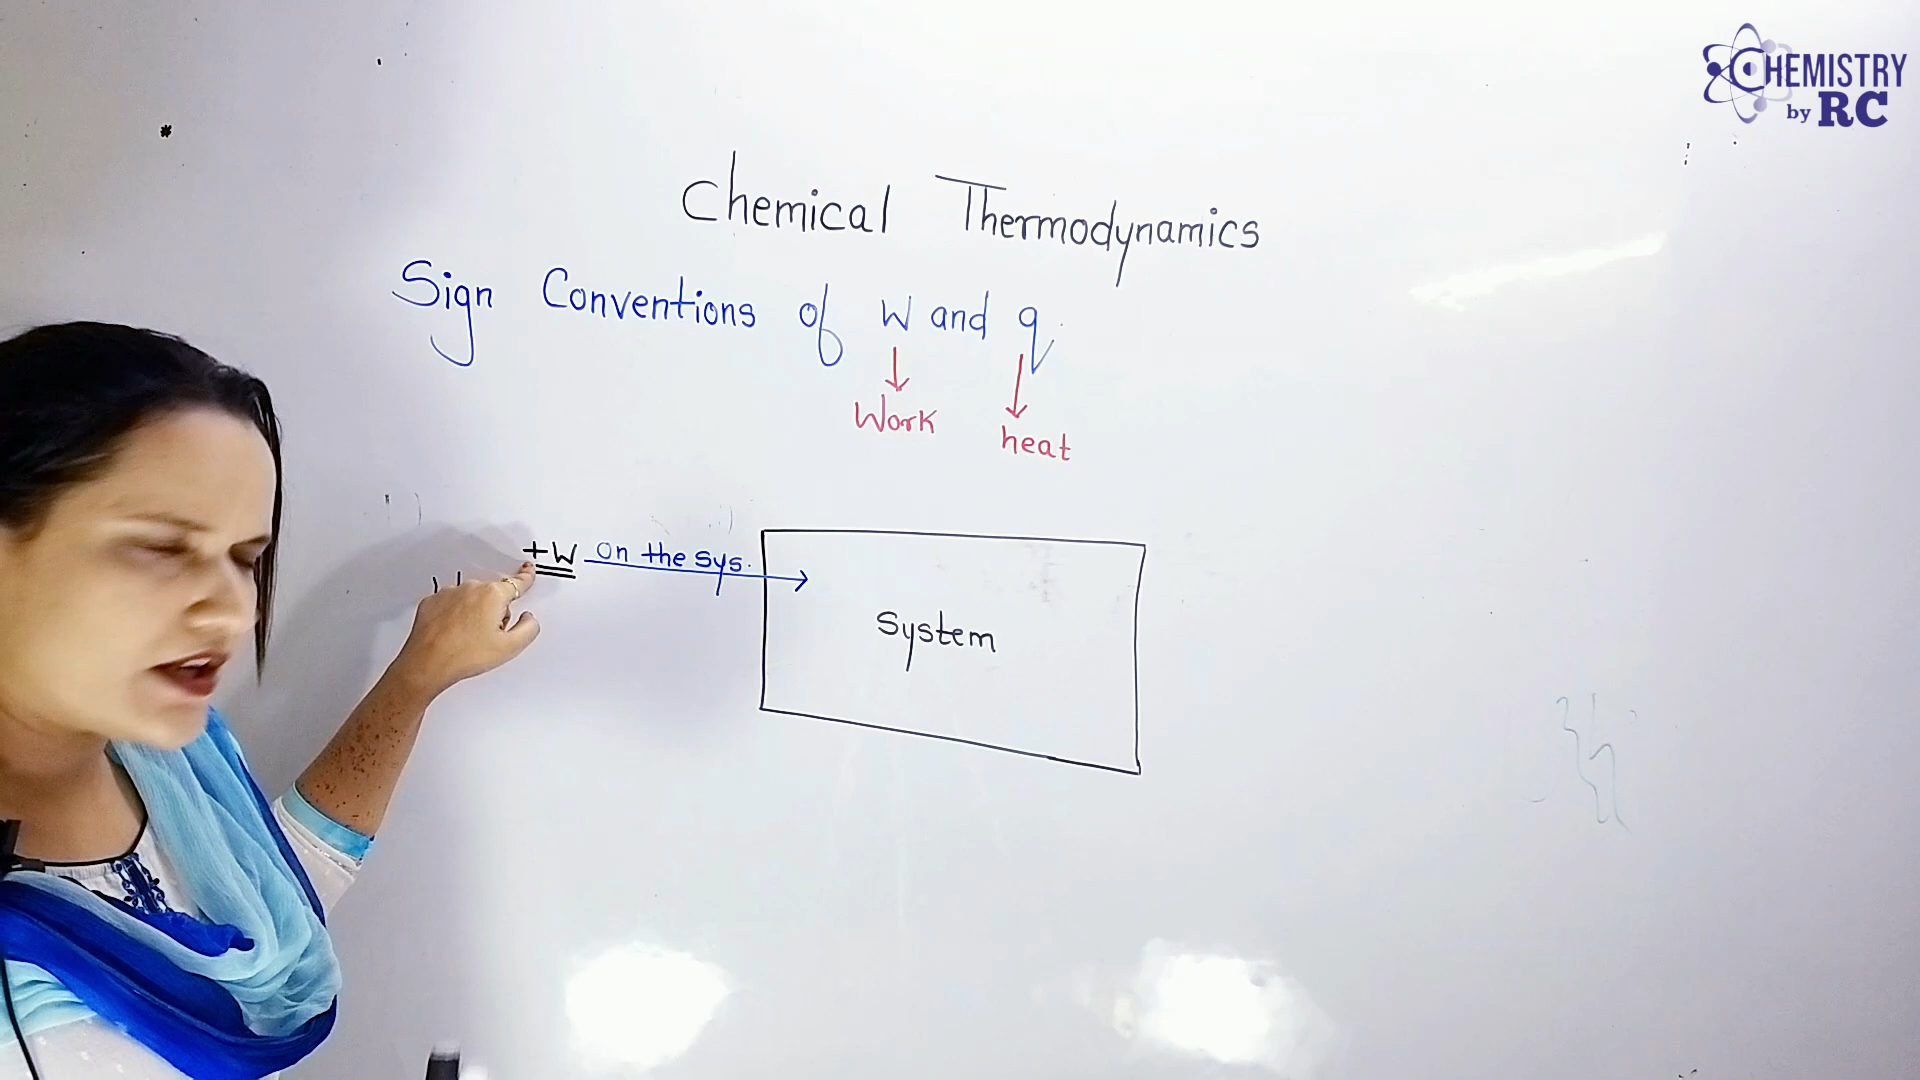 CHEMISTRY
by RC
Chemical Thermodynamics
Sign Conventions of W and q
Work
heat
+W on the sys.
System